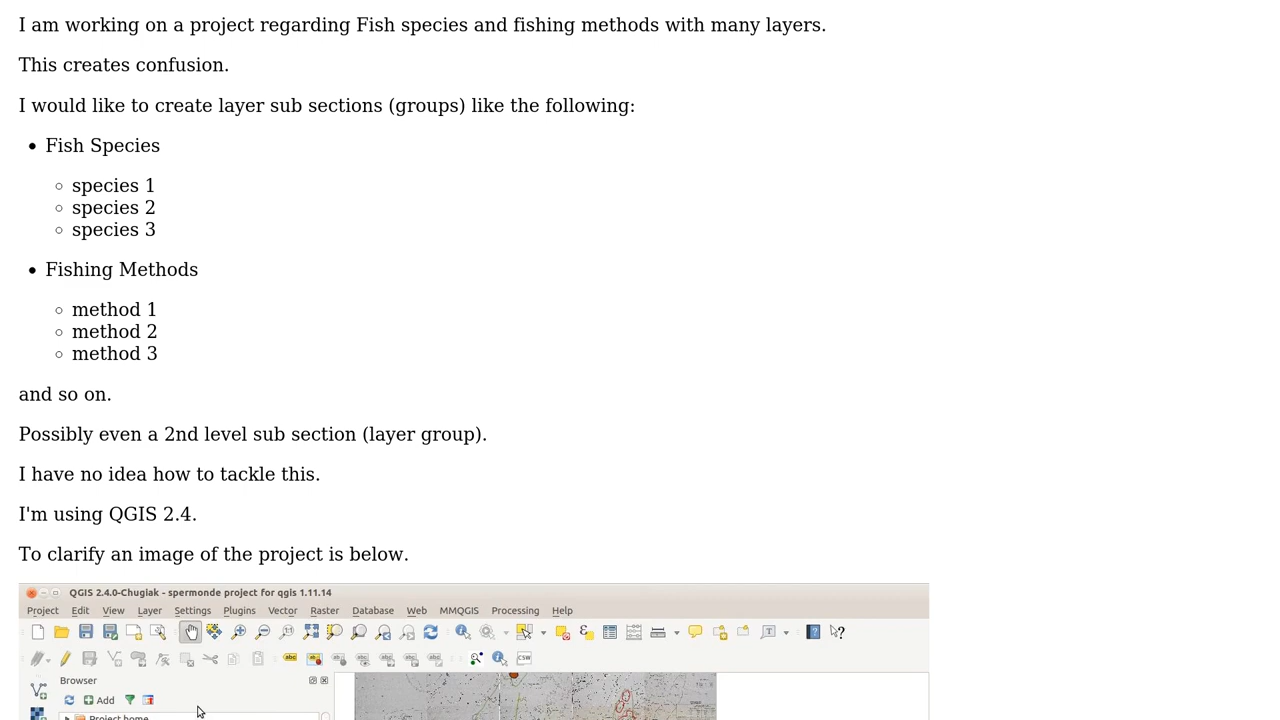 I am working on a project regarding Fish species and fishing methods with many layers.
This creates confusion.
I would like to create layer sub sections (groups) like the following:
• Fish Species
◦ species 1
◦ species 2
◦ species 3
• Fishing Methods
◦ method 1
◦ method 2
◦ method 3
and so on.
Possibly even a 2nd level sub section (layer group).
I have no idea how to tackle this.
I'm using QGIS 2.4.
To clarify an image of the project is below.
QGIS 2.4.0-Chugiak - spermonde project for qgis 1.11.14
Project Edit View Layer Settings Plugins Vector Raster Database Web MMQGIS Processing Help
abc
CSW
Browser
Add
Project home